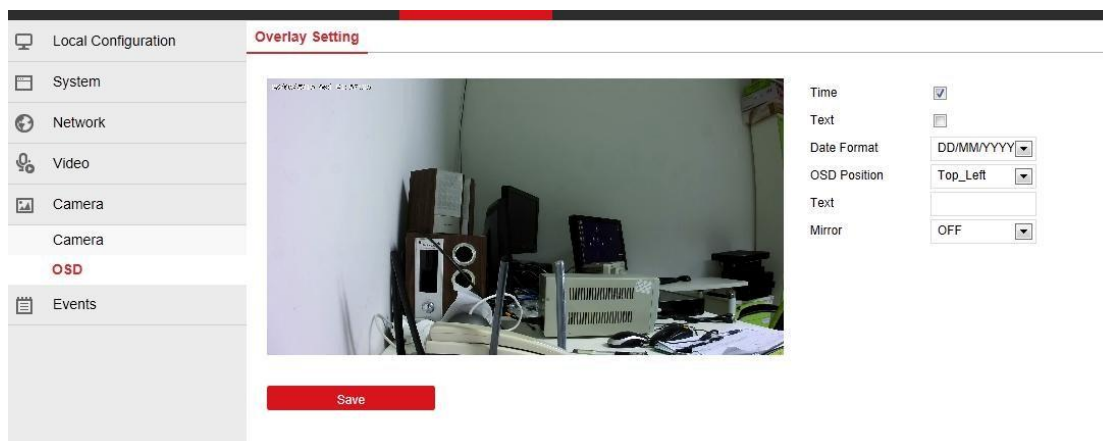 Local Configuration
System
Network
Video
Camera
Camera
OSD
Events
Overlay Setting
Time
Text
Date Format DD/MM/YYYY
OSD Position Top_Left
Text
Mirror OFF
Save